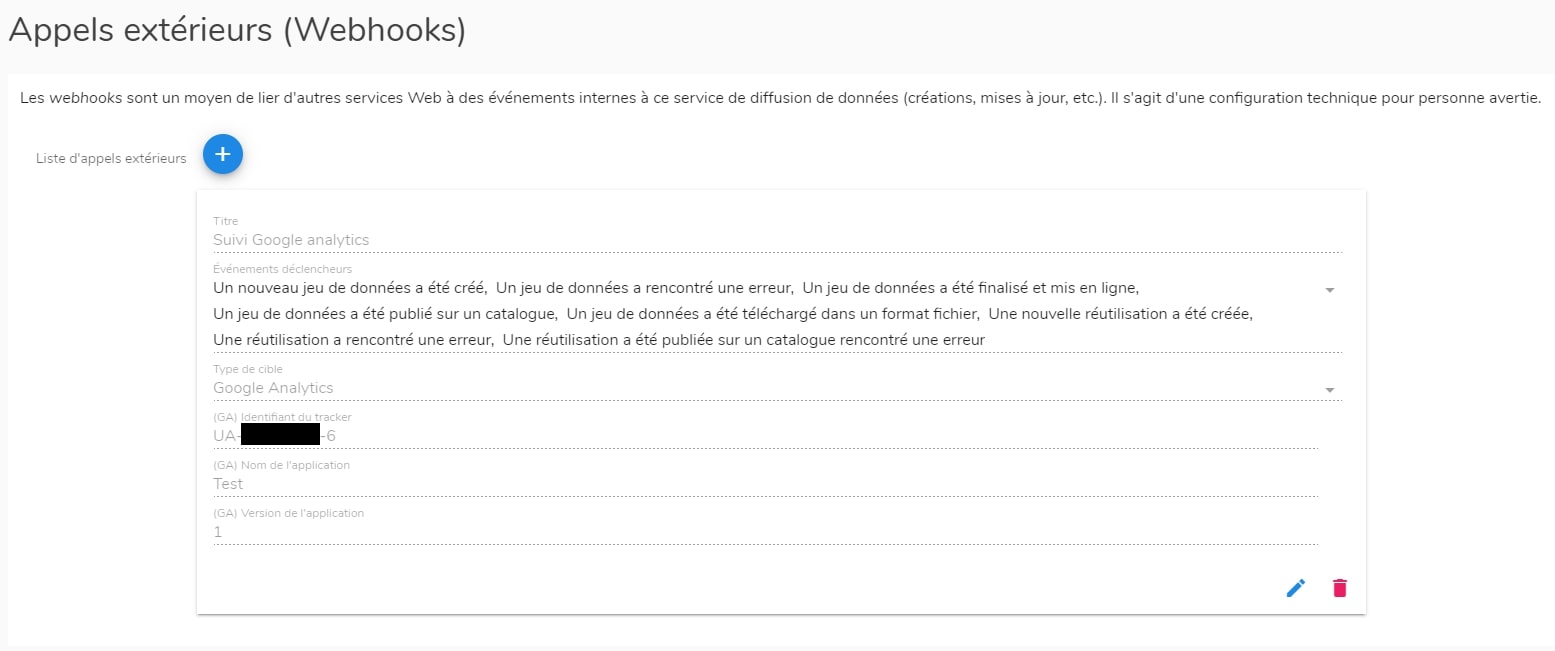 Appels extérieurs (Webhooks)
Les webhooks sont un moyen de lier d'autres services Web à des événements internes à ce service de diffusion de données (créations, mises à jour, etc.). Il s'agit d'une configuration technique pour personne avertie.
Liste d'appels extérieurs
Titre
Suivi Google analytics
Événements déclencheurs
Un nouveau jeu de données a été créé, Un jeu de données a rencontré une erreur, Un jeu de données a été finalisé et mis en ligne,
Un jeu de données a été publié sur un catalogue, Un jeu de données a été téléchargé dans un format fichier, Une nouvelle réutilisation a été créée,
Une réutilisation a rencontré une erreur, Une réutilisation a été publiée sur un catalogue rencontré une erreur
Type de cible
Google Analytics
(GA) Identifiant du tracker
UA- -6
(GA) Nom de l'application
Test
(GA) Version de l'application
1